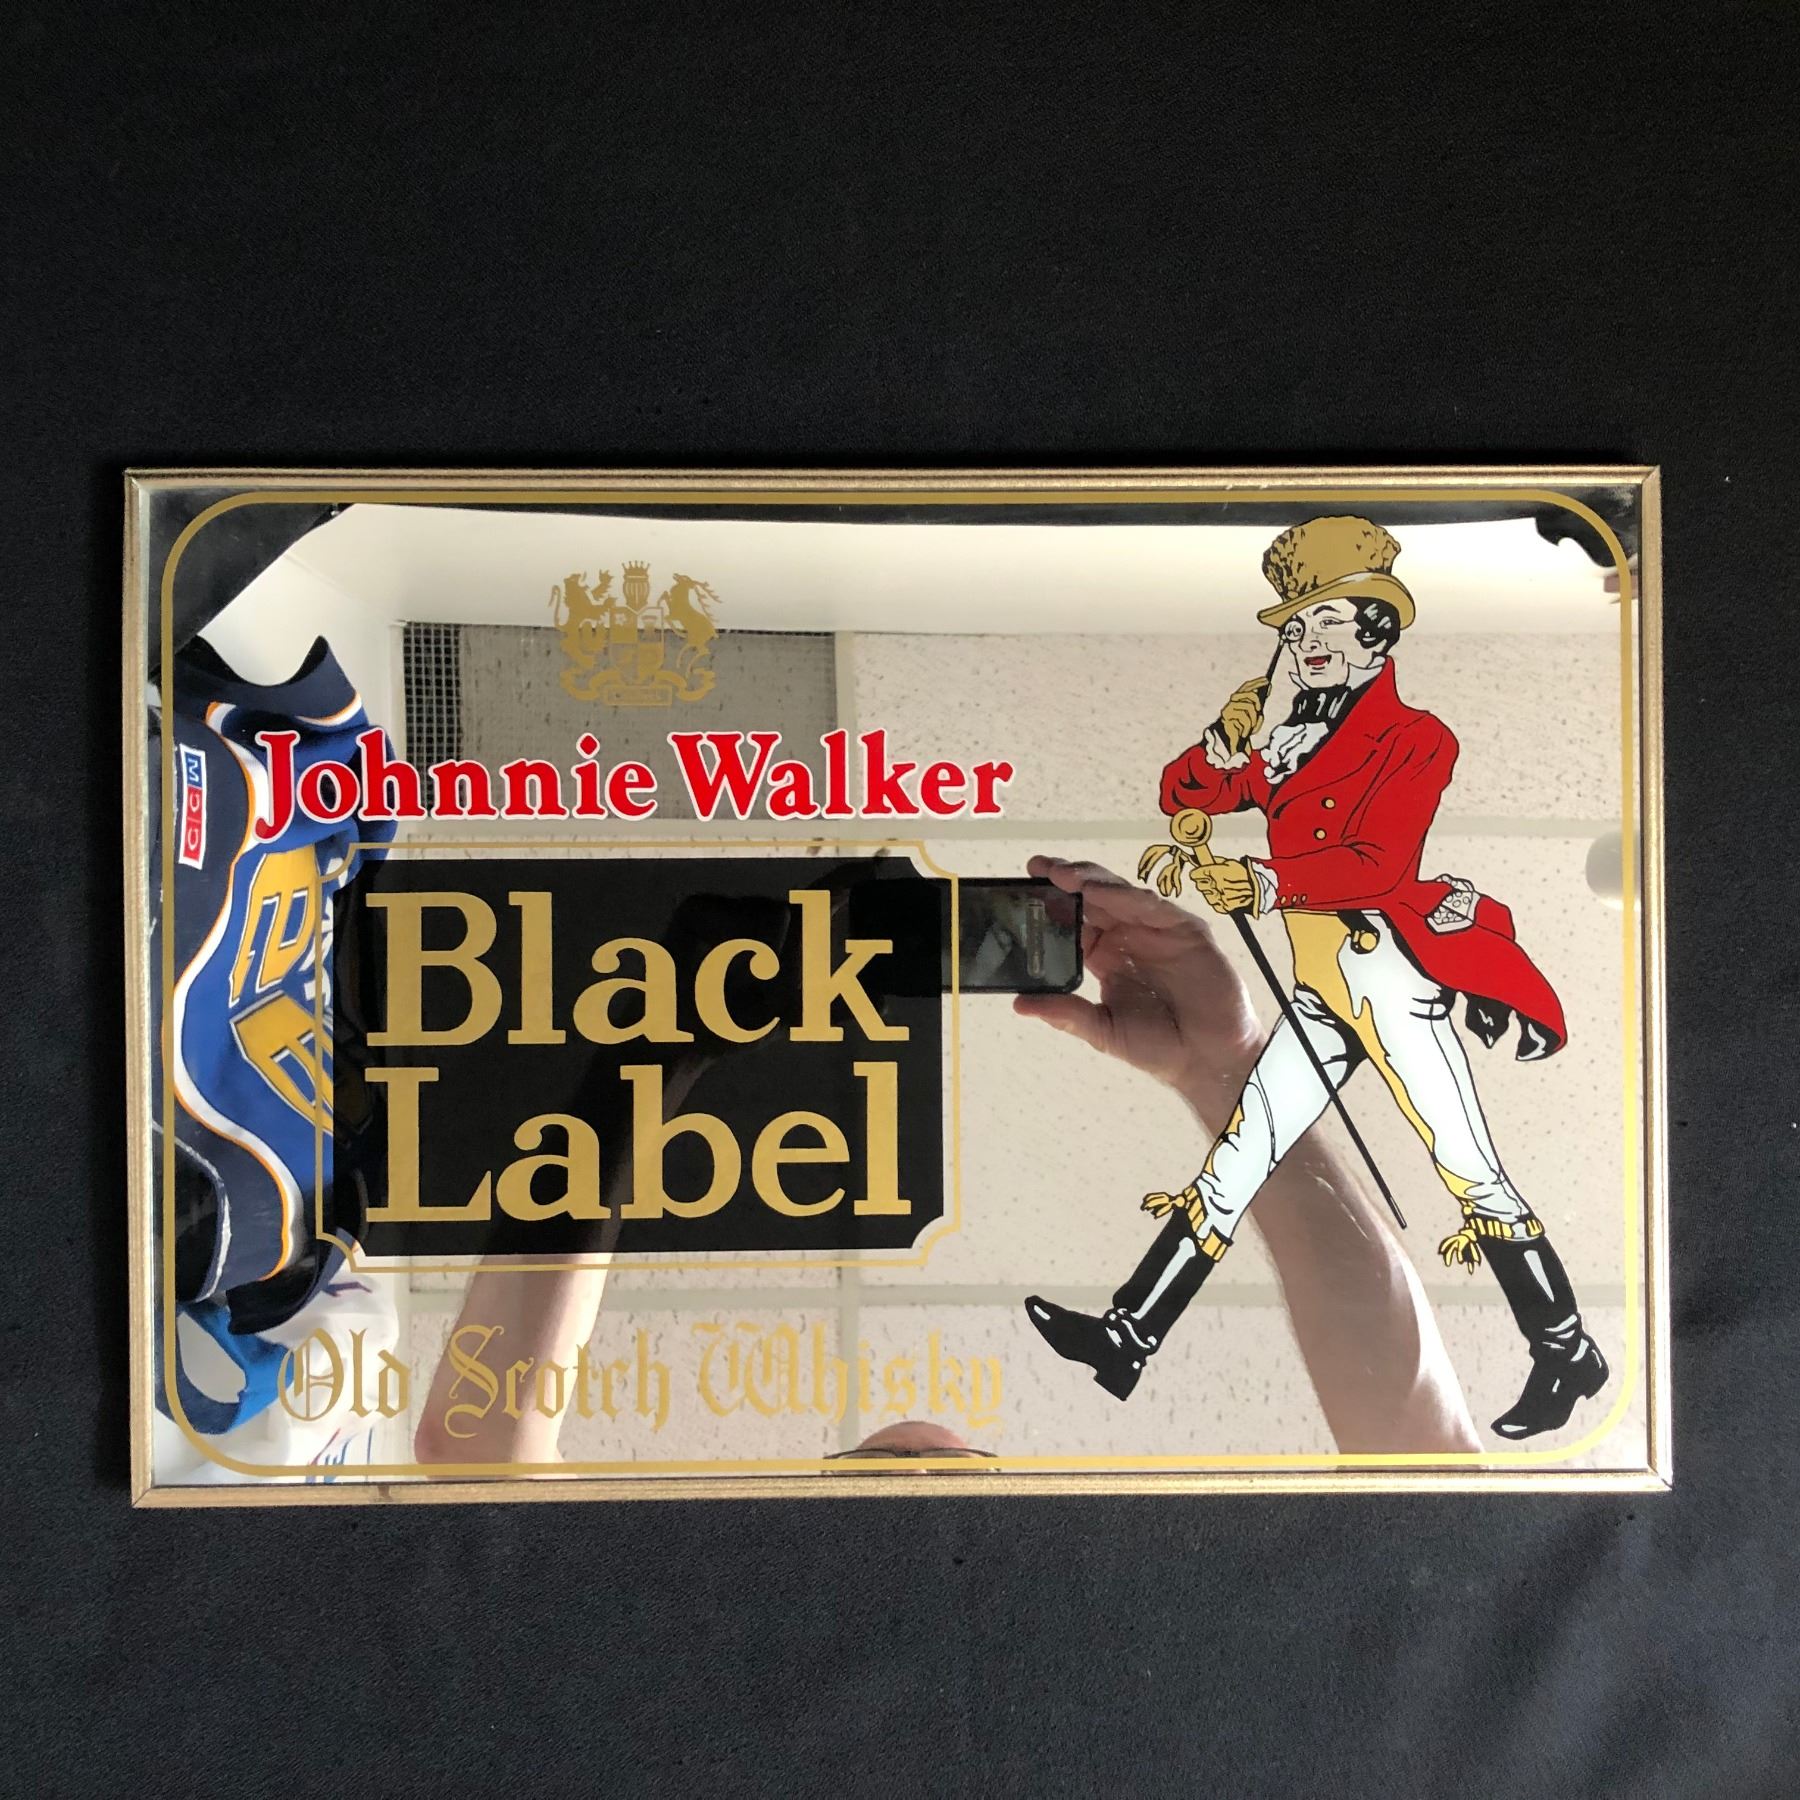 Johnnie Walker
Black
Label
Old Scotch Whisky